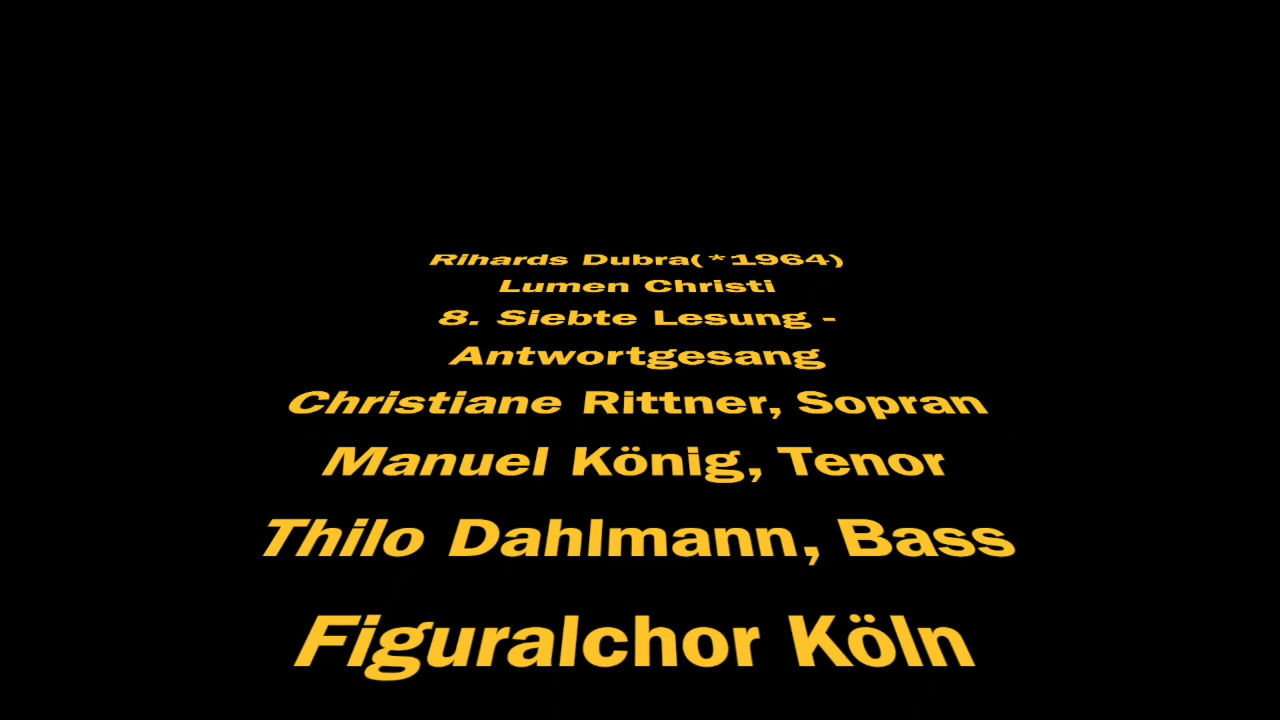 Rihards Dubra(*1964)
Lumen Christi
8. Siebte Lesung -
Antwortgesang
Christiane Rittner, Sopran
Manuel König, Tenor
Thilo Dahlmann, Bass
Figuralchor Köln